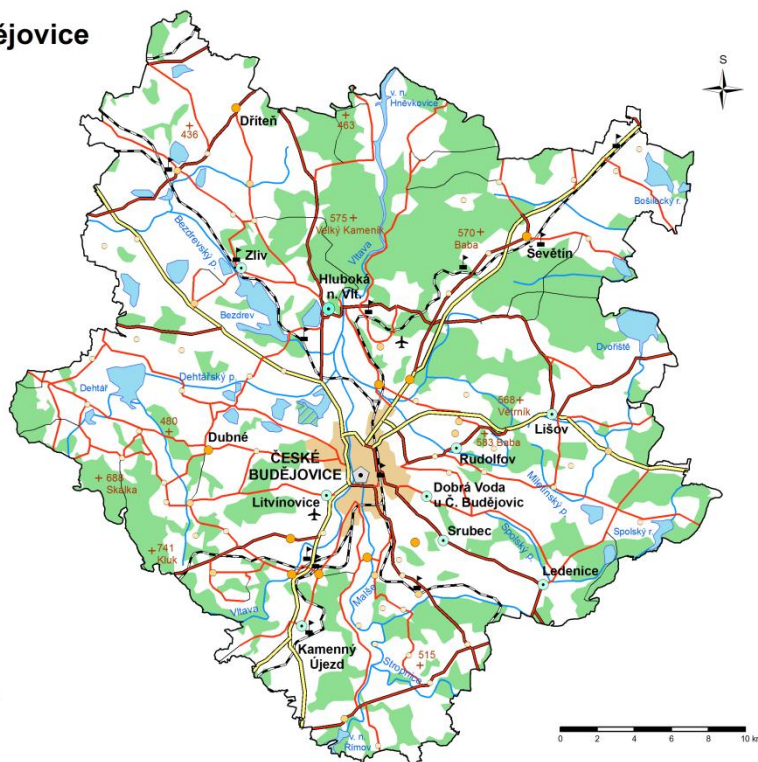 ějovice
S
v. n.
Hněvkovice
Dříteň
436
463
Bošilecký r.
575
Velký Kameník
570
Baba
Ševětín
Bezdrevský p.
Vltava
Zliv
Hluboká
n. Vlt.
Bezdrev
Dvořiště
Dehtář
Dehtářský p.
568
Větrník
480
583 Baba
Lišov
Dubné
Rudolfov
ČESKÉ
BUDĚJOVICE
688
Skalka
Litvínovice
Dobrá Voda
u Č. Budějovic
Miletínský p.
Srubec
Spolský p.
Spolský r.
741
Kluk
Ledenice
Vltava
Malše
Kamenný
Újezd
515
Stropnice
v. n.
Římov
0 2 4 6 8 10 km